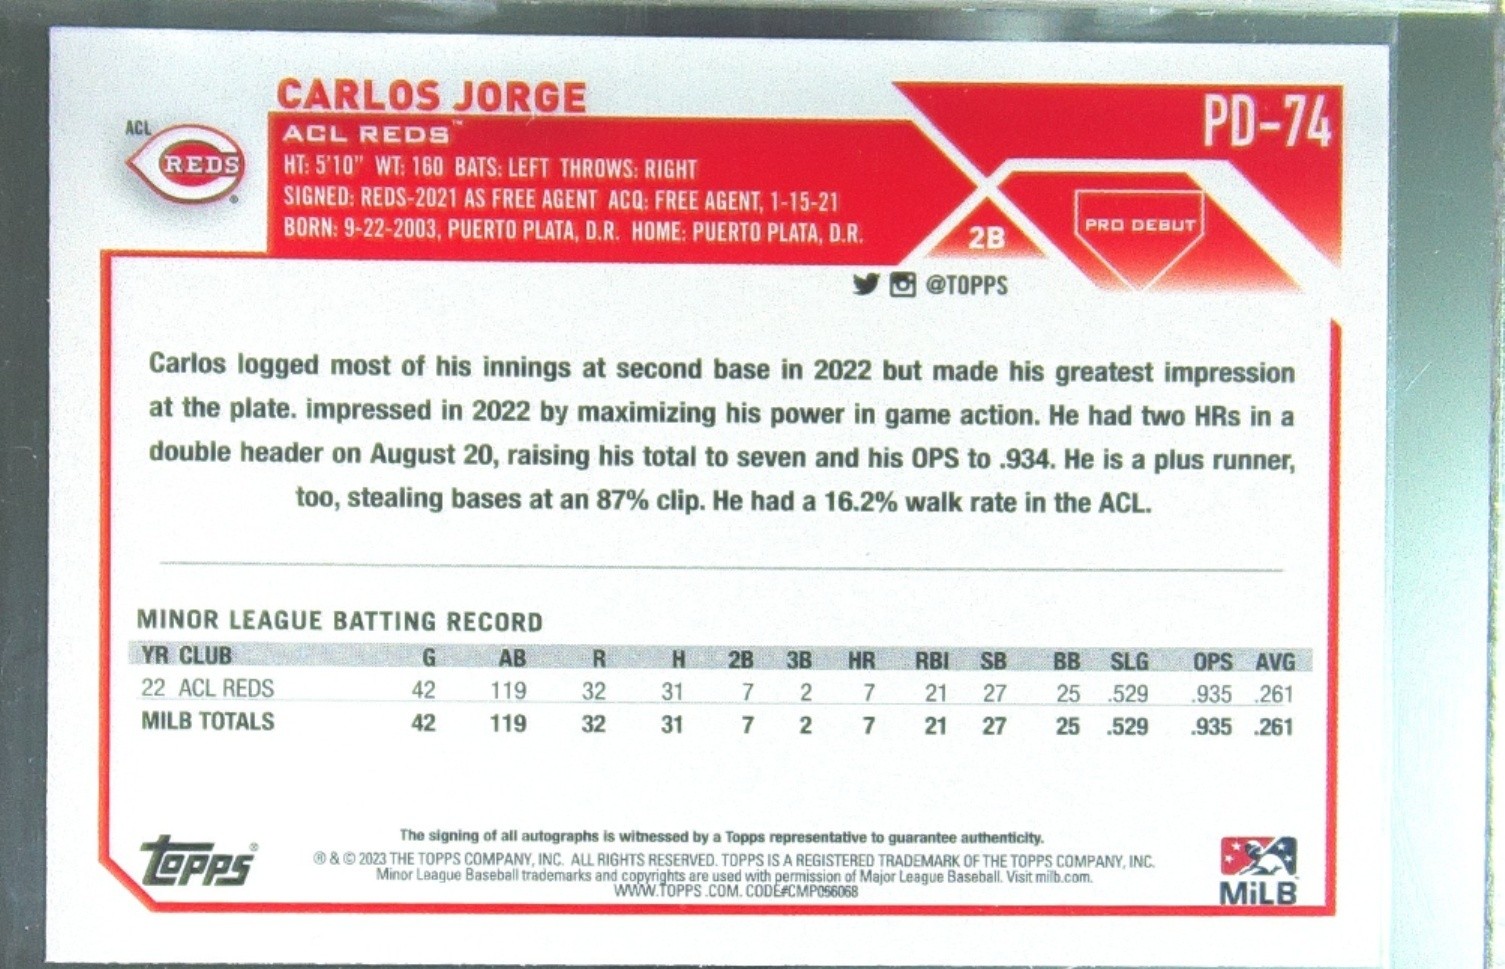 CARLOS JORGE
PD-74
ACL
REDS®
ACL REDS™
HT: 5'10" WT: 160 BATS: LEFT THROWS: RIGHT
SIGNED: REDS-2021 AS FREE AGENT ACQ: FREE AGENT, 1-15-21
BORN: 9-22-2003, PUERTO PLATA, D.R. HOME: PUERTO PLATA, D.R.
2B
PRO DEBUT
@TOPPS
Carlos logged most of his innings at second base in 2022 but made his greatest impression
at the plate. impressed in 2022 by maximizing his power in game action. He had two HRs in a
double header on August 20, raising his total to seven and his OPS to .934. He is a plus runner,
too, stealing bases at an 87% clip. He had a 16.2% walk rate in the ACL.
MINOR LEAGUE BATTING RECORD
YR CLUB G AB R H 2B 3B HR RBI SB BB SLG OPS AVG
22 ACL REDS 42 119 32 31 7 2 7 21 27 25 .529 .935 .261
MILB TOTALS 42 119 32 31 7 2 7 21 27 25 .529 .935 .261
The signing of all autographs is witnessed by a Topps representative to guarantee authenticity.
® & © 2023 THE TOPPS COMPANY, INC. ALL RIGHTS RESERVED. TOPPS IS A REGISTERED TRADEMARK OF THE TOPPS COMPANY, INC.
Minor League Baseball trademarks and copyrights are used with permission of Major League Baseball. Visit milb.com.
WWW.TOPPS.COM. CODE#CMP056068
topps®
MiLB